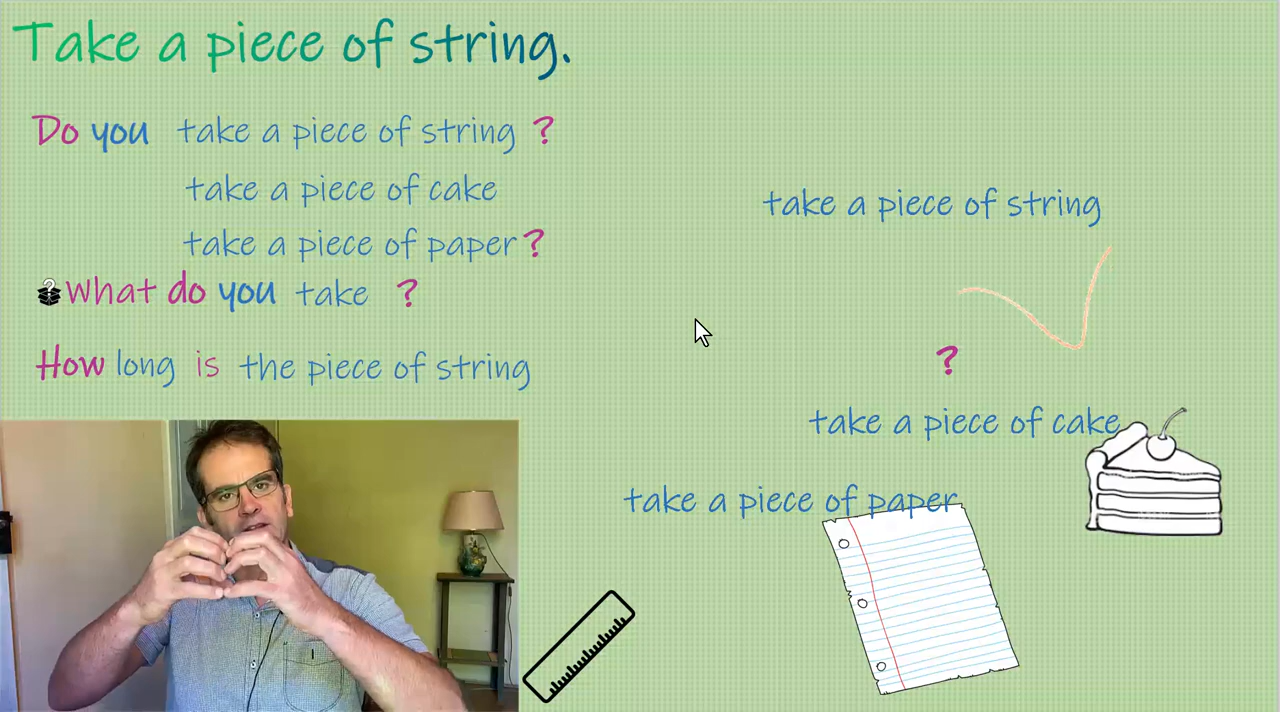 Take a piece of string.
Do you take a piece of string ?
take a piece of cake
take a piece of paper ?
? What do you take ?
How long is the piece of string
take a piece of string
?
take a piece of cake
take a piece of paper